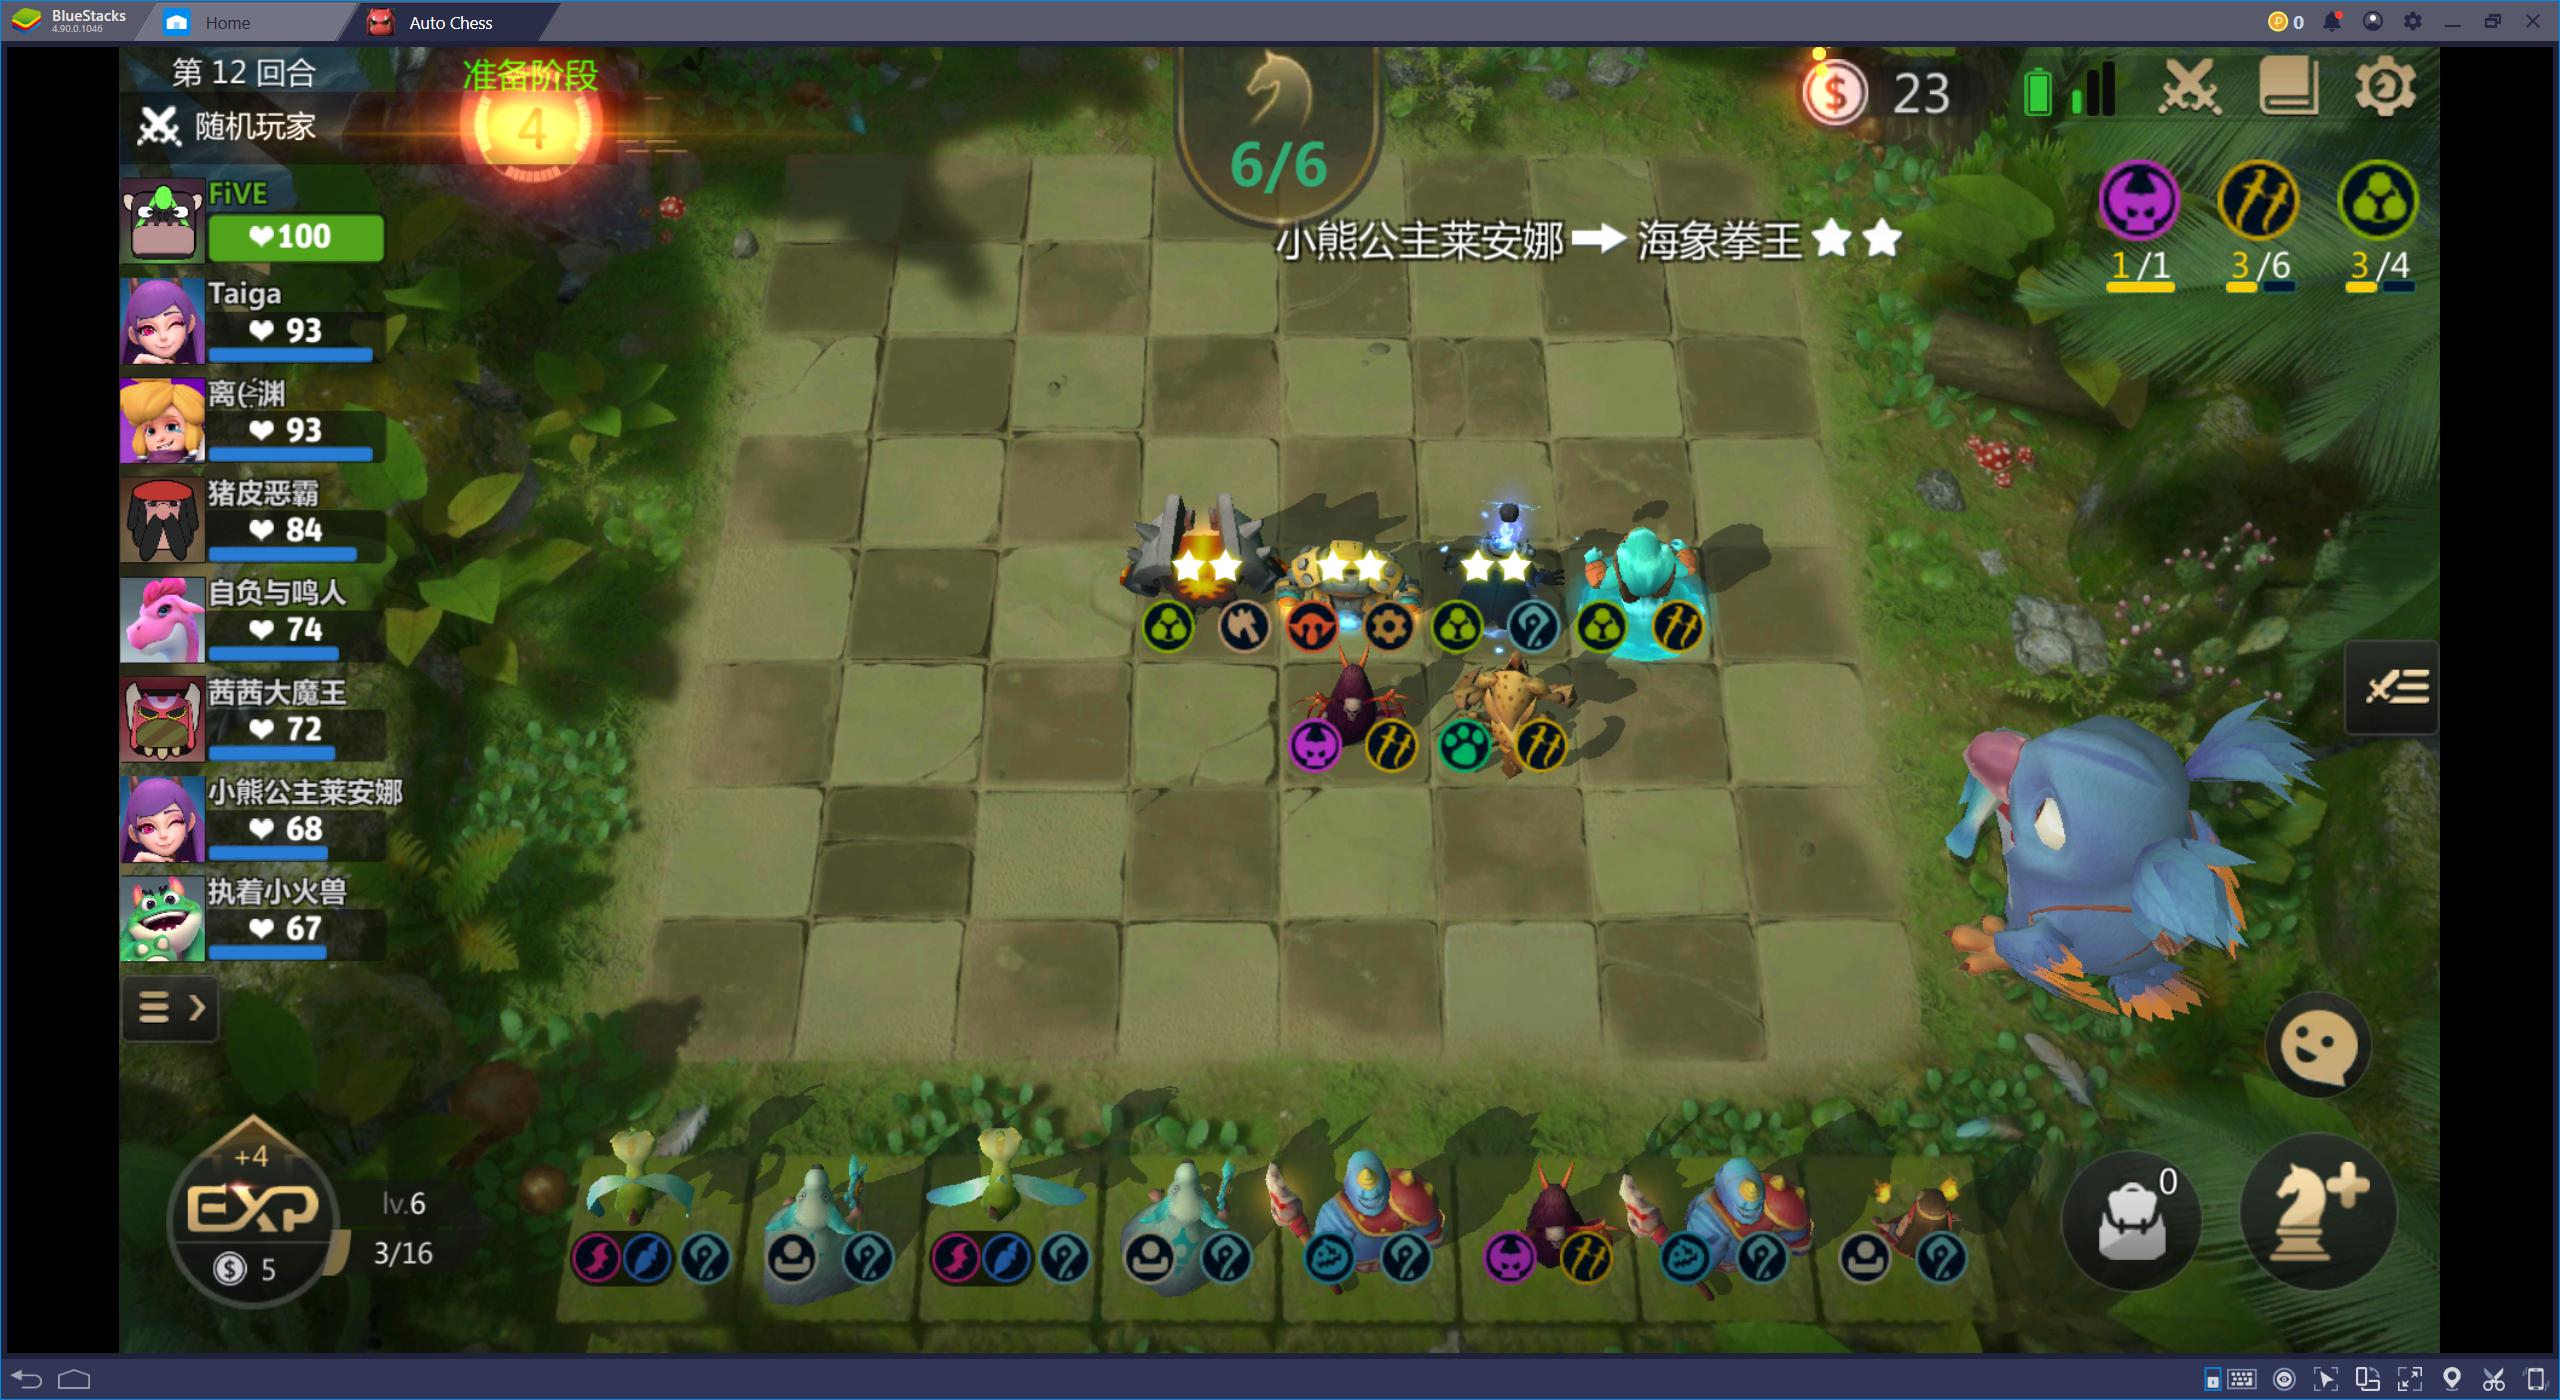 BlueStacks
4.90.0.1046
Home
Auto Chess
0
第 12 回合
准备阶段
随机玩家
4
6/6
23
小熊公主莱安娜 海象拳王
1/1
3/6
3/4
FiVE
100
Taiga
93
93
猪皮恶霸
84
自负与鸣人
74
茜茜大魔王
72
小熊公主莱安娜
68
执着小火兽
67
+4
EXP
5
lv.6
3/16
0